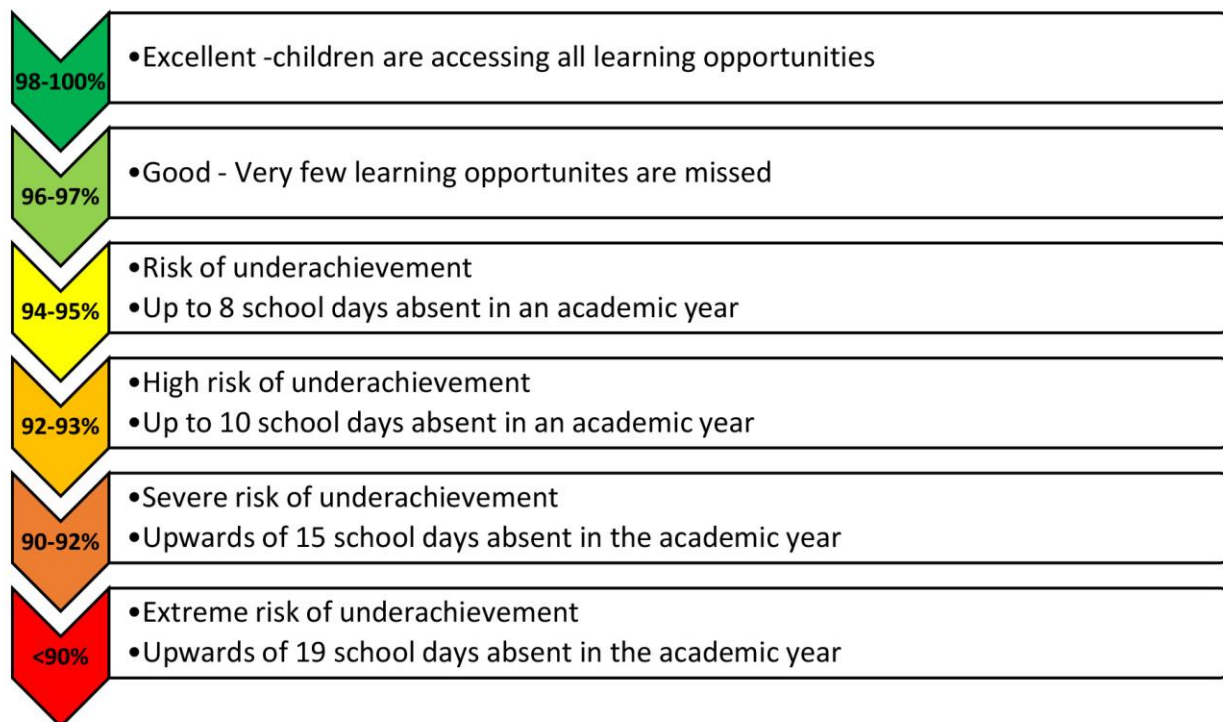 98-100%
•Excellent -children are accessing all learning opportunities
96-97%
•Good - Very few learning opportunites are missed
94-95%
•Risk of underachievement
•Up to 8 school days absent in an academic year
92-93%
•High risk of underachievement
•Up to 10 school days absent in an academic year
90-92%
•Severe risk of underachievement
•Upwards of 15 school days absent in the academic year
<90%
•Extreme risk of underachievement
•Upwards of 19 school days absent in the academic year